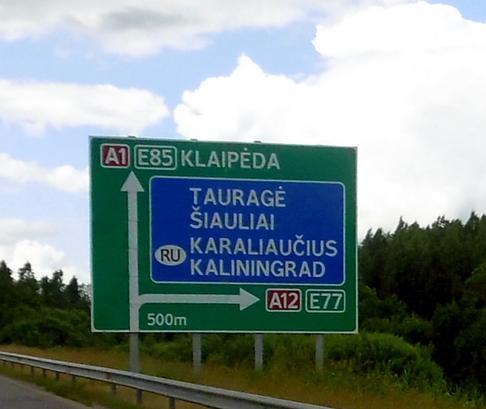 A1 E85 KLAIPĖDA
TAURAGĖ
ŠIAULIAI
RU KARALIAUČIUS
KALININGRAD
A12 E77
500m